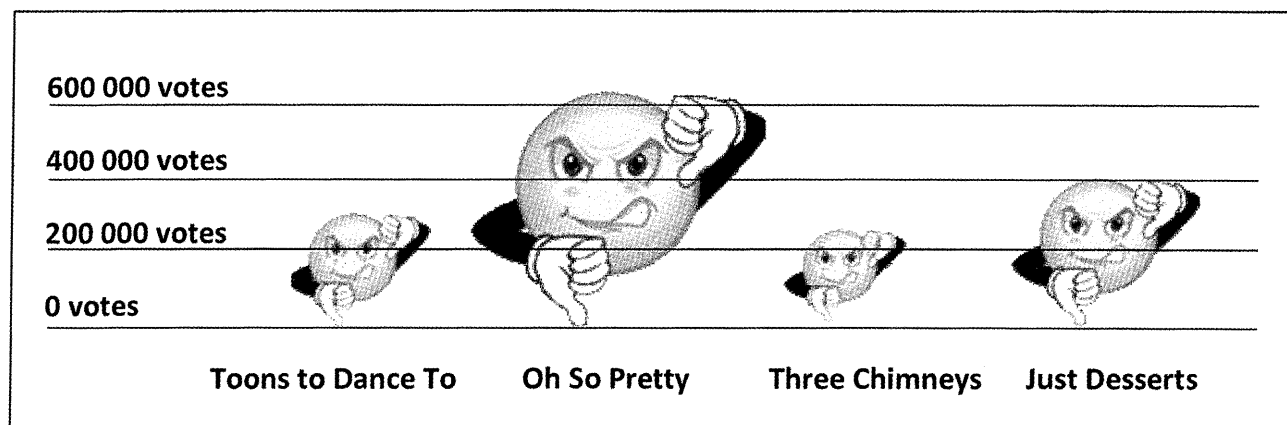 600 000 votes
400 000 votes
200 000 votes
0 votes
Toons to Dance To Oh So Pretty Three Chimneys Just Desserts